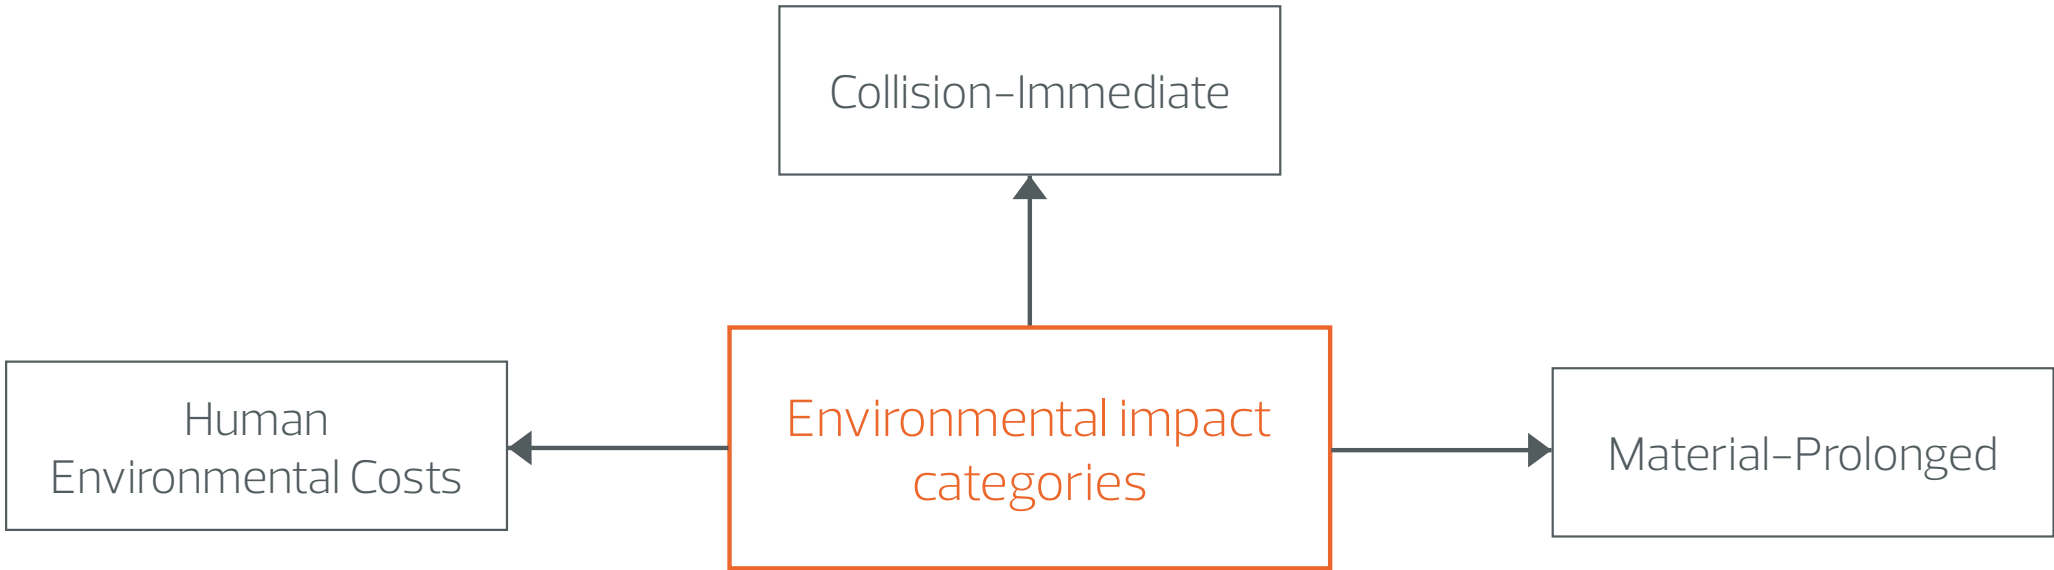 Collision-Immediate
Human
Environmental Costs
Environmental impact
categories
Material-Prolonged